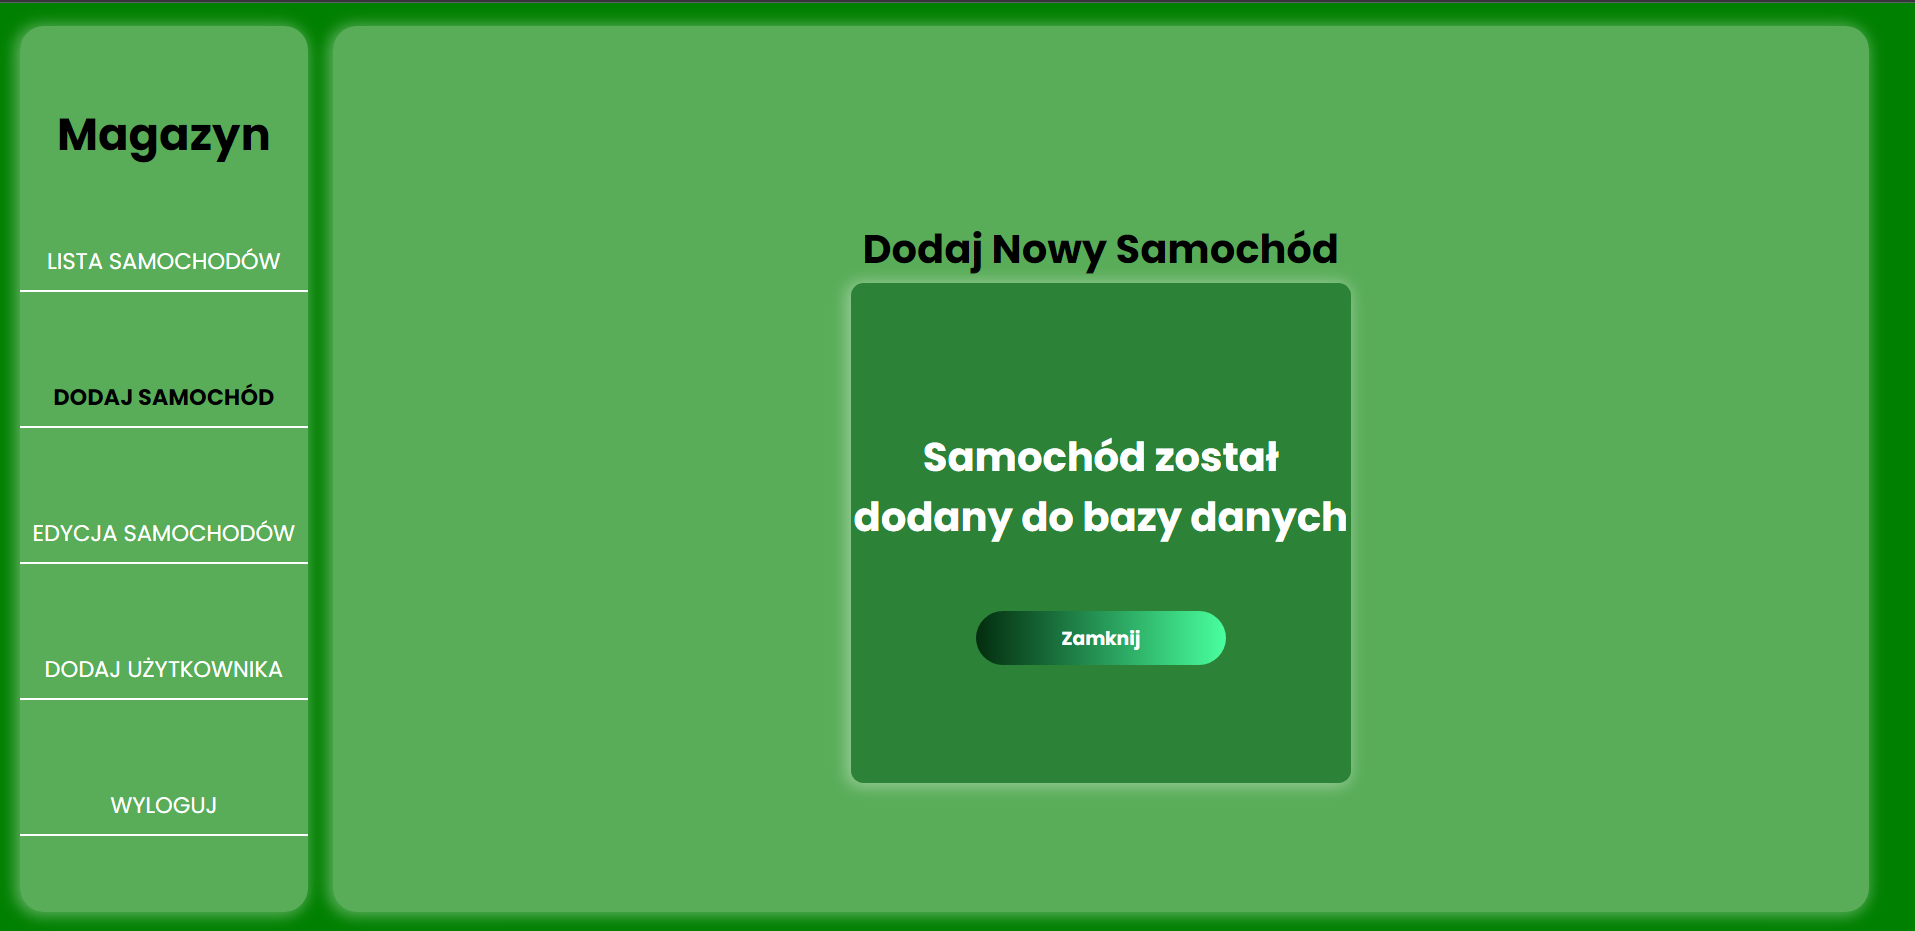 Magazyn
LISTA SAMOCHODÓW
DODAJ SAMOCHÓD
EDYCJA SAMOCHODÓW
DODAJ UŻYTKOWNIKA
WYLOGUJ
Dodaj Nowy Samochód
Samochód został
dodany do bazy danych
Zamknij